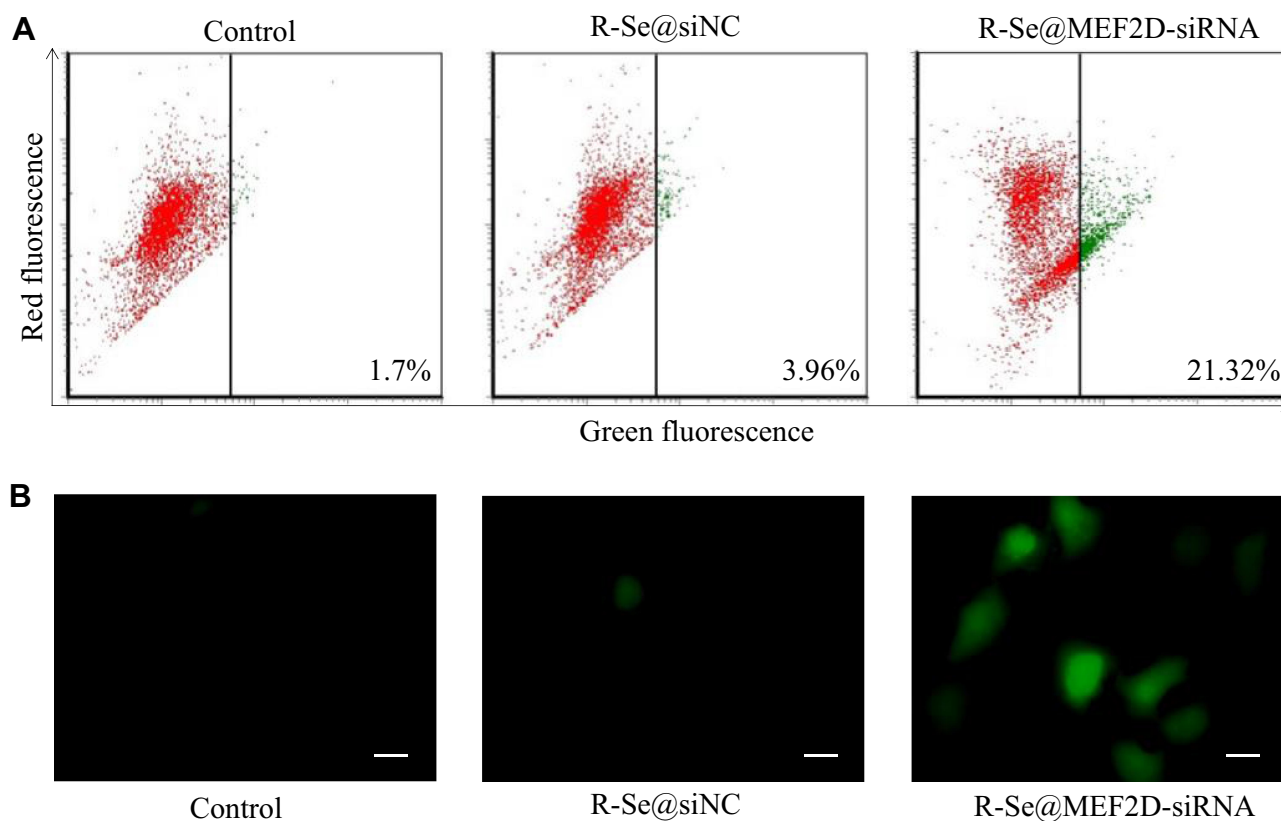 A
Control
R-Se@siNC
R-Se@MEF2D-siRNA
Red fluorescence
1.7%
3.96%
21.32%
Green fluorescence
B
Control
R-Se@siNC
R-Se@MEF2D-siRNA